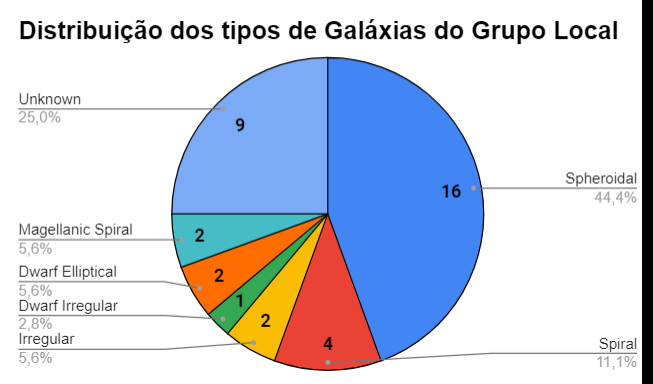 Distribuição dos tipos de Galáxias do Grupo Local
Unknown
25,0%
9
16
Spheroidal
44,4%
Magellanic Spiral
5,6%
2
Dwarf Elliptical
5,6%
2
Dwarf Irregular
2,8%
1
Irregular
5,6%
2
4
Spiral
11,1%